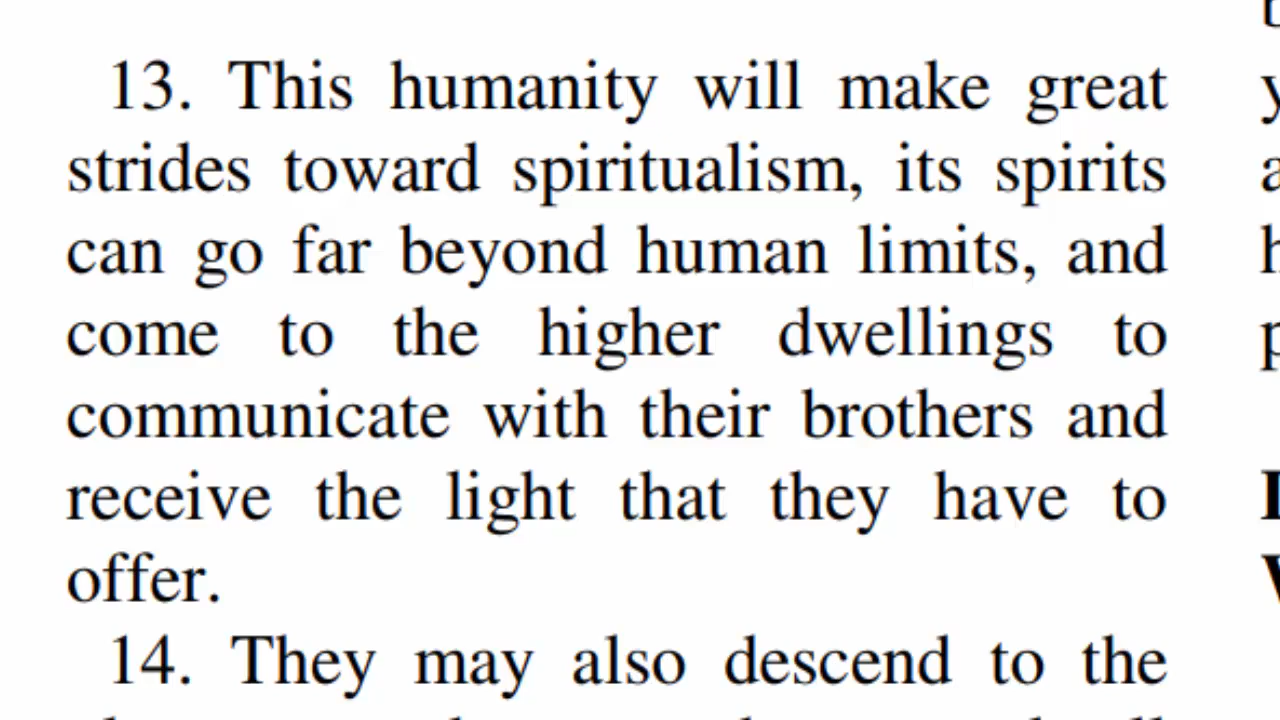 13. This humanity will make great
strides toward spiritualism, its spirits
can go far beyond human limits, and
come to the higher dwellings to
communicate with their brothers and
receive the light that they have to
offer.
14. They may also descend to the